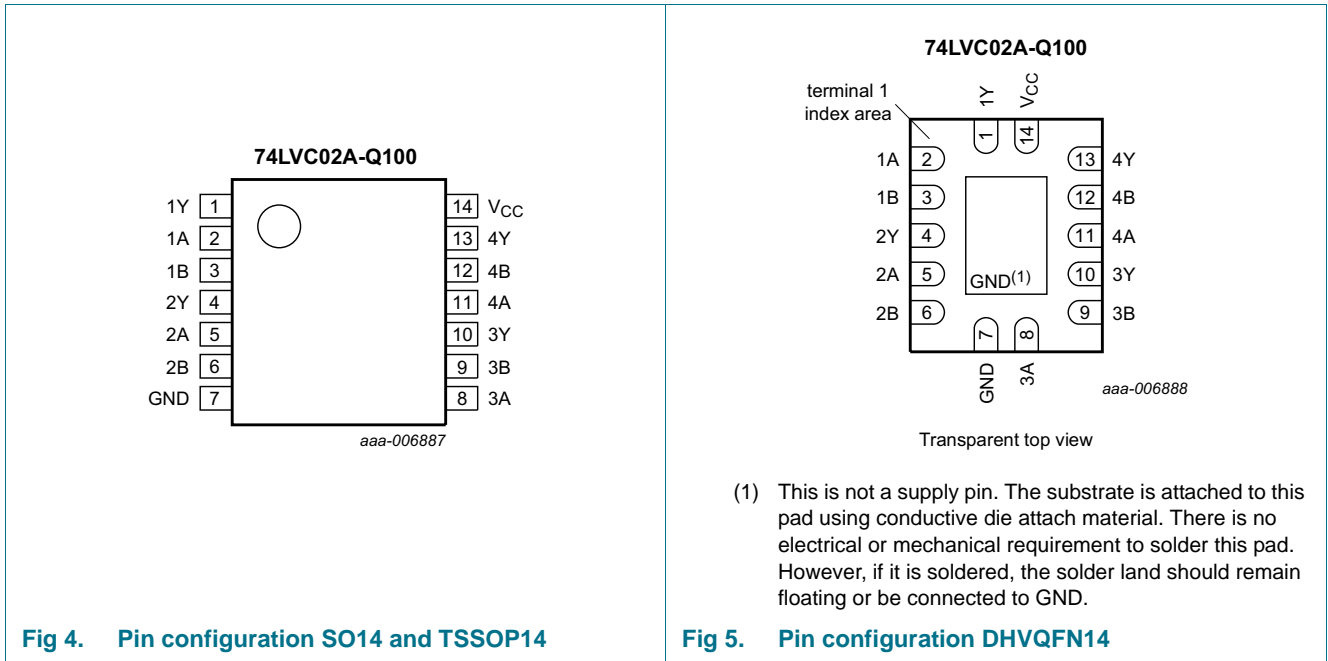 74LVC02A-Q100
1Y 1
1A 2
1B 3
2Y 4
2A 5
2B 6
GND 7
14 VCC
13 4Y
12 4B
11 4A
10 3Y
9 3B
8 3A
aaa-006887
Fig 4. Pin configuration SO14 and TSSOP14
74LVC02A-Q100
terminal 1
index area
1Y
VCC
1
14
1A 2
1B 3
2Y 4
2A 5
2B 6
13 4Y
12 4B
11 4A
10 3Y
9 3B
GND(1)
7
8
GND
3A
aaa-006888
Transparent top view
(1) This is not a supply pin. The substrate is attached to this
pad using conductive die attach material. There is no
electrical or mechanical requirement to solder this pad.
However, if it is soldered, the solder land should remain
floating or be connected to GND.
Fig 5. Pin configuration DHVQFN14